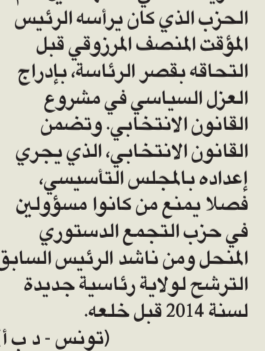 الحزب الذي كان يرأسه الرئيس
المؤقت المنصف المرزوقي قبل
التحاقه بقصر الرئاسة، بإدراج
العزل السياسي في مشروع
القانون الانتخابي. وتضمن
القانون الانتخابي، الذي يجري
إعداده بالمجلس التأسيسي،
فصلا يمنع من كانوا مسؤولين
في حزب التجمع الدستوري
المنحل ومن ناشد الرئيس السابق
الترشح لولاية رئاسية جديدة
لسنة 2014 قبل خلعه.
(تونس - د ب أ)